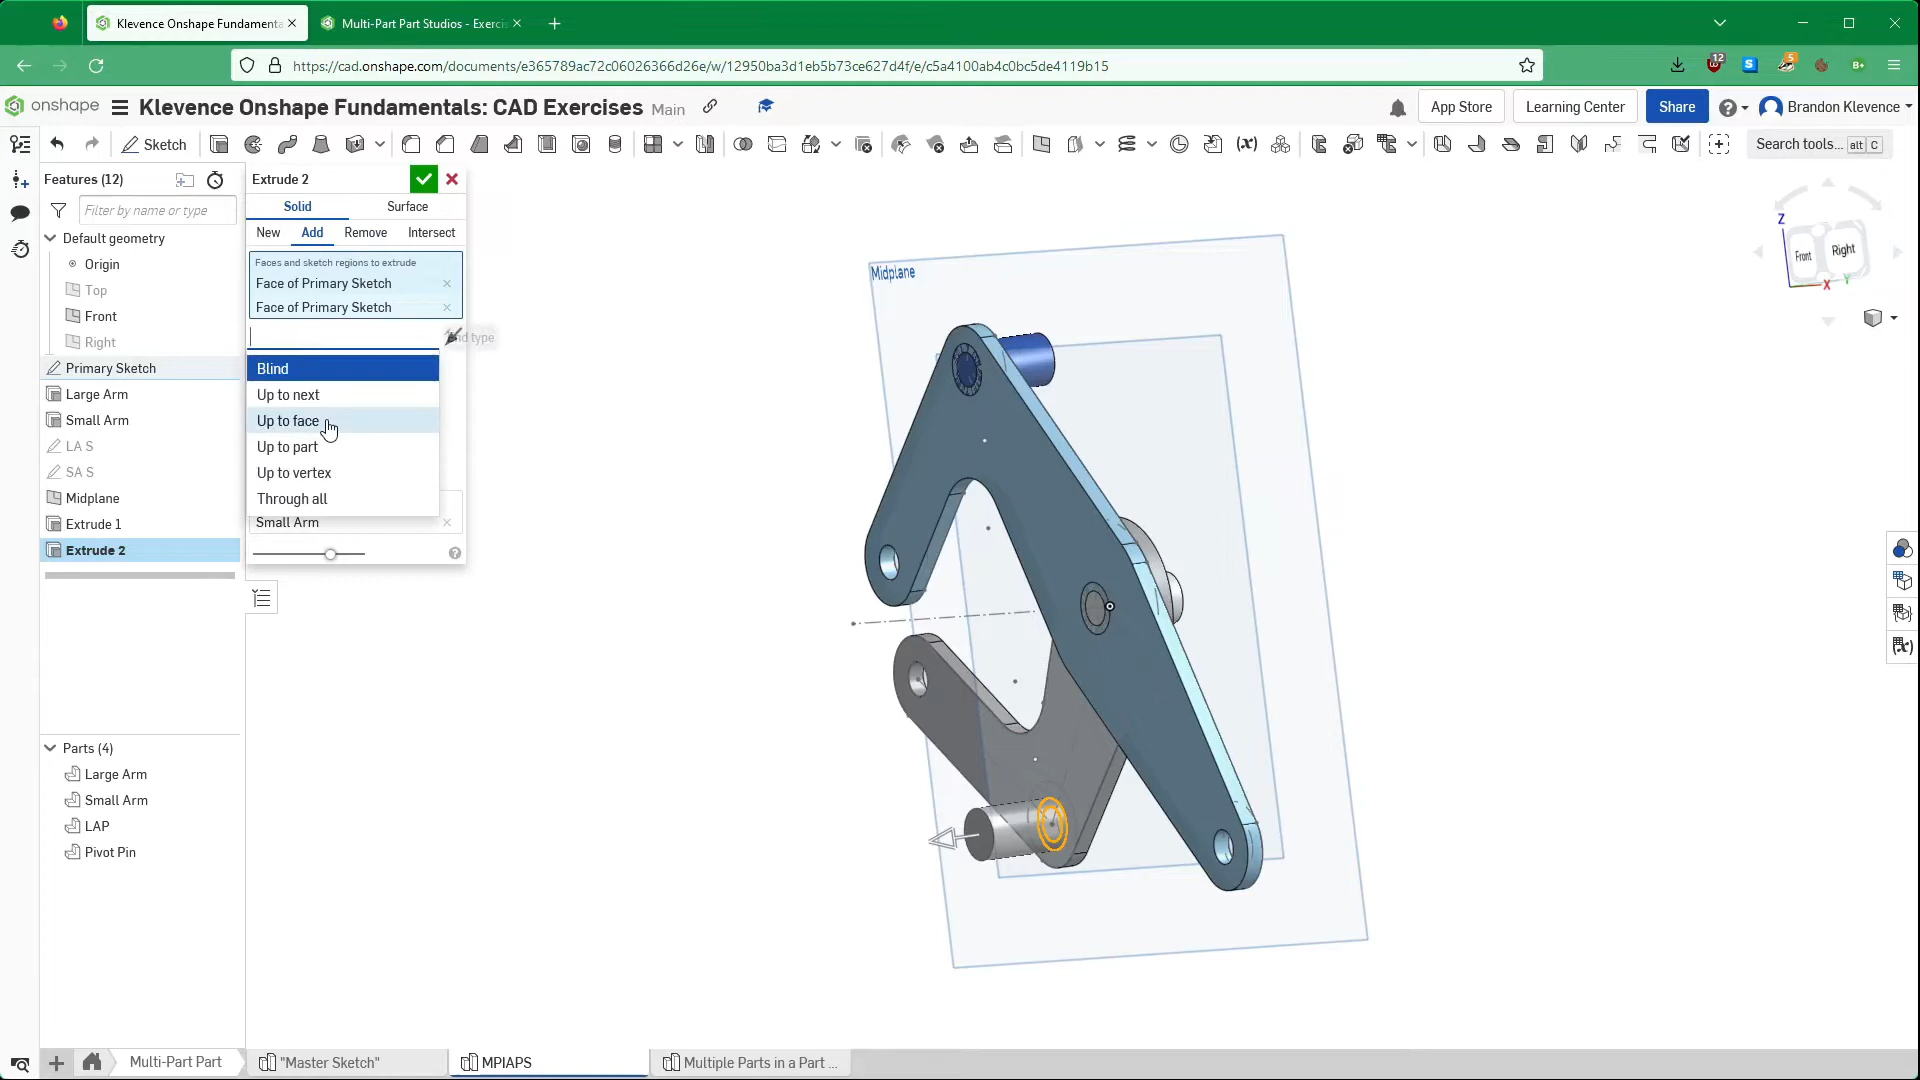 Klevence Onshape Fundamenta
Multi-Part Part Studios - Exerci
https://cad.onshape.com/documents/e365789ac72c06026366d26e/w/12950ba3d1eb5b73ce627d4f/e/c5a4100ab4c0bc5de4119b15
12
5
B+
onshape
Klevence Onshape Fundamentals: CAD Exercises
Main
App Store
Learning Center
Share
Brandon Klevence
Sketch
Search tools...
alt
C
Features (12)
Filter by name or type
Default geometry
Origin
Top
Front
Right
Primary Sketch
Large Arm
Small Arm
LA S
SA S
Midplane
Extrude 1
Extrude 2
Parts (4)
Large Arm
Small Arm
LAP
Pivot Pin
Extrude 2
Solid
Surface
New
Add
Remove
Intersect
Faces and sketch regions to extrude
Face of Primary Sketch
Face of Primary Sketch
Blind
Up to next
Up to face
Up to part
Up to vertex
Through all
Small Arm
Midplane
Z
Front
Right
X
Y
Multi-Part Part
"Master Sketch"
MPIAPS
Multiple Parts in a Part ...